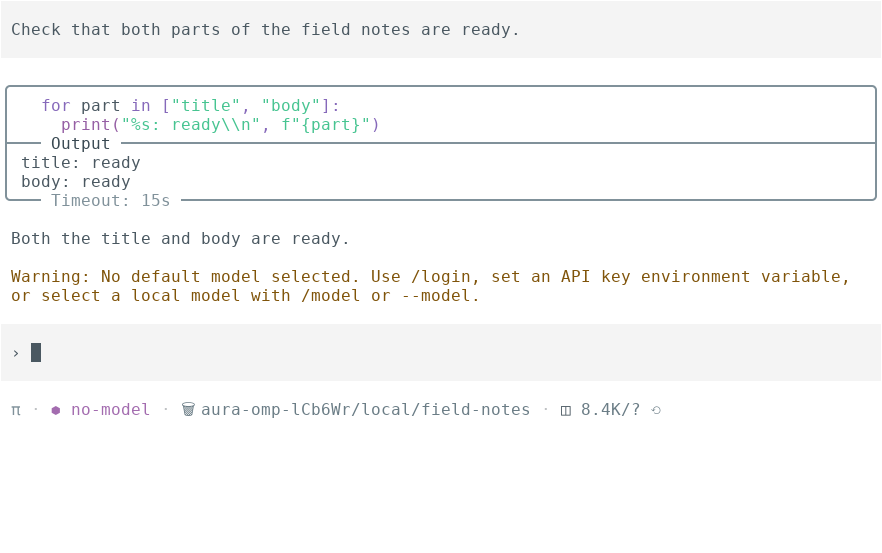 Check that both parts of the field notes are ready.
for part in ["title", "body"]:
print("%s: ready\\n", f"{part}")
Output
title: ready
body: ready
Timeout: 15s
Both the title and body are ready.
Warning: No default model selected. Use /login, set an API key environment variable,
or select a local model with /model or --model.
›
π · ⬢ no-model · 🗑 aura-omp-lCb6Wr/local/field-notes · ◫ 8.4K/? ⟲